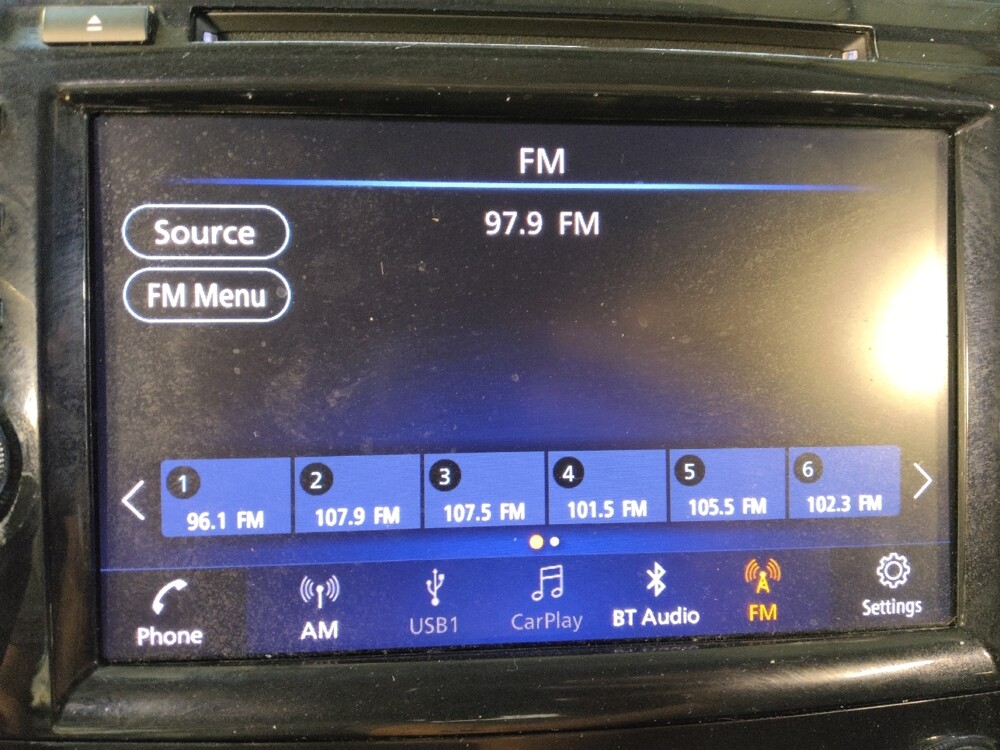 FM
97.9 FM
Source
FM Menu
1 2 3 4 5 6
96.1 FM 107.9 FM 107.5 FM 101.5 FM 105.5 FM 102.3 FM
Phone AM USB1 CarPlay BT Audio FM Settings